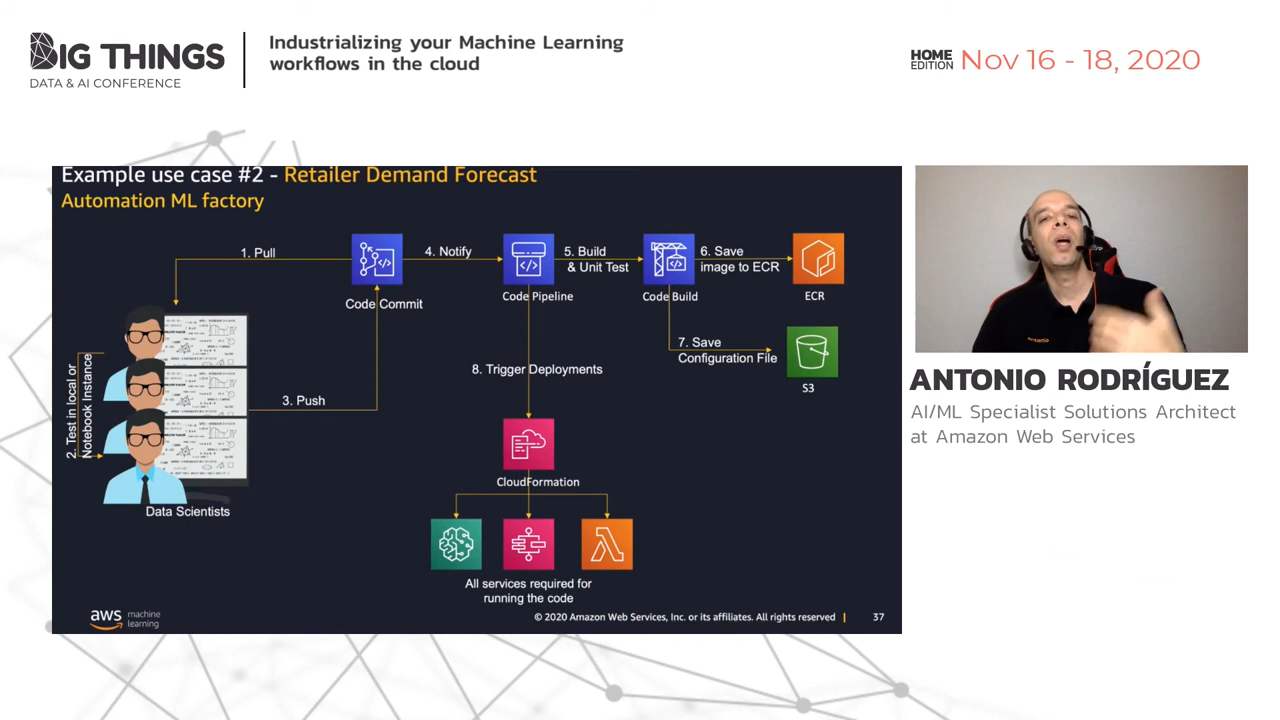 BIG THINGS
DATA & AI CONFERENCE
Industrializing your Machine Learning
workflows in the cloud
HOME
EDITION
Nov 16 - 18, 2020
Example use case #2 - Retailer Demand Forecast
Automation ML factory
1. Pull
4. Notify
5. Build
& Unit Test
6. Save
image to ECR
Code Commit
Code Pipeline
Code Build
ECR
7. Save
Configuration File
S3
2. Test in local or
Notebook Instance
3. Push
8. Trigger Deployments
CloudFormation
Data Scientists
All services required for
running the code
aws
machine
learning
© 2020 Amazon Web Services, Inc. or its affiliates. All rights reserved |
37
ANTONIO RODRÍGUEZ
AI/ML Specialist Solutions Architect
at Amazon Web Services